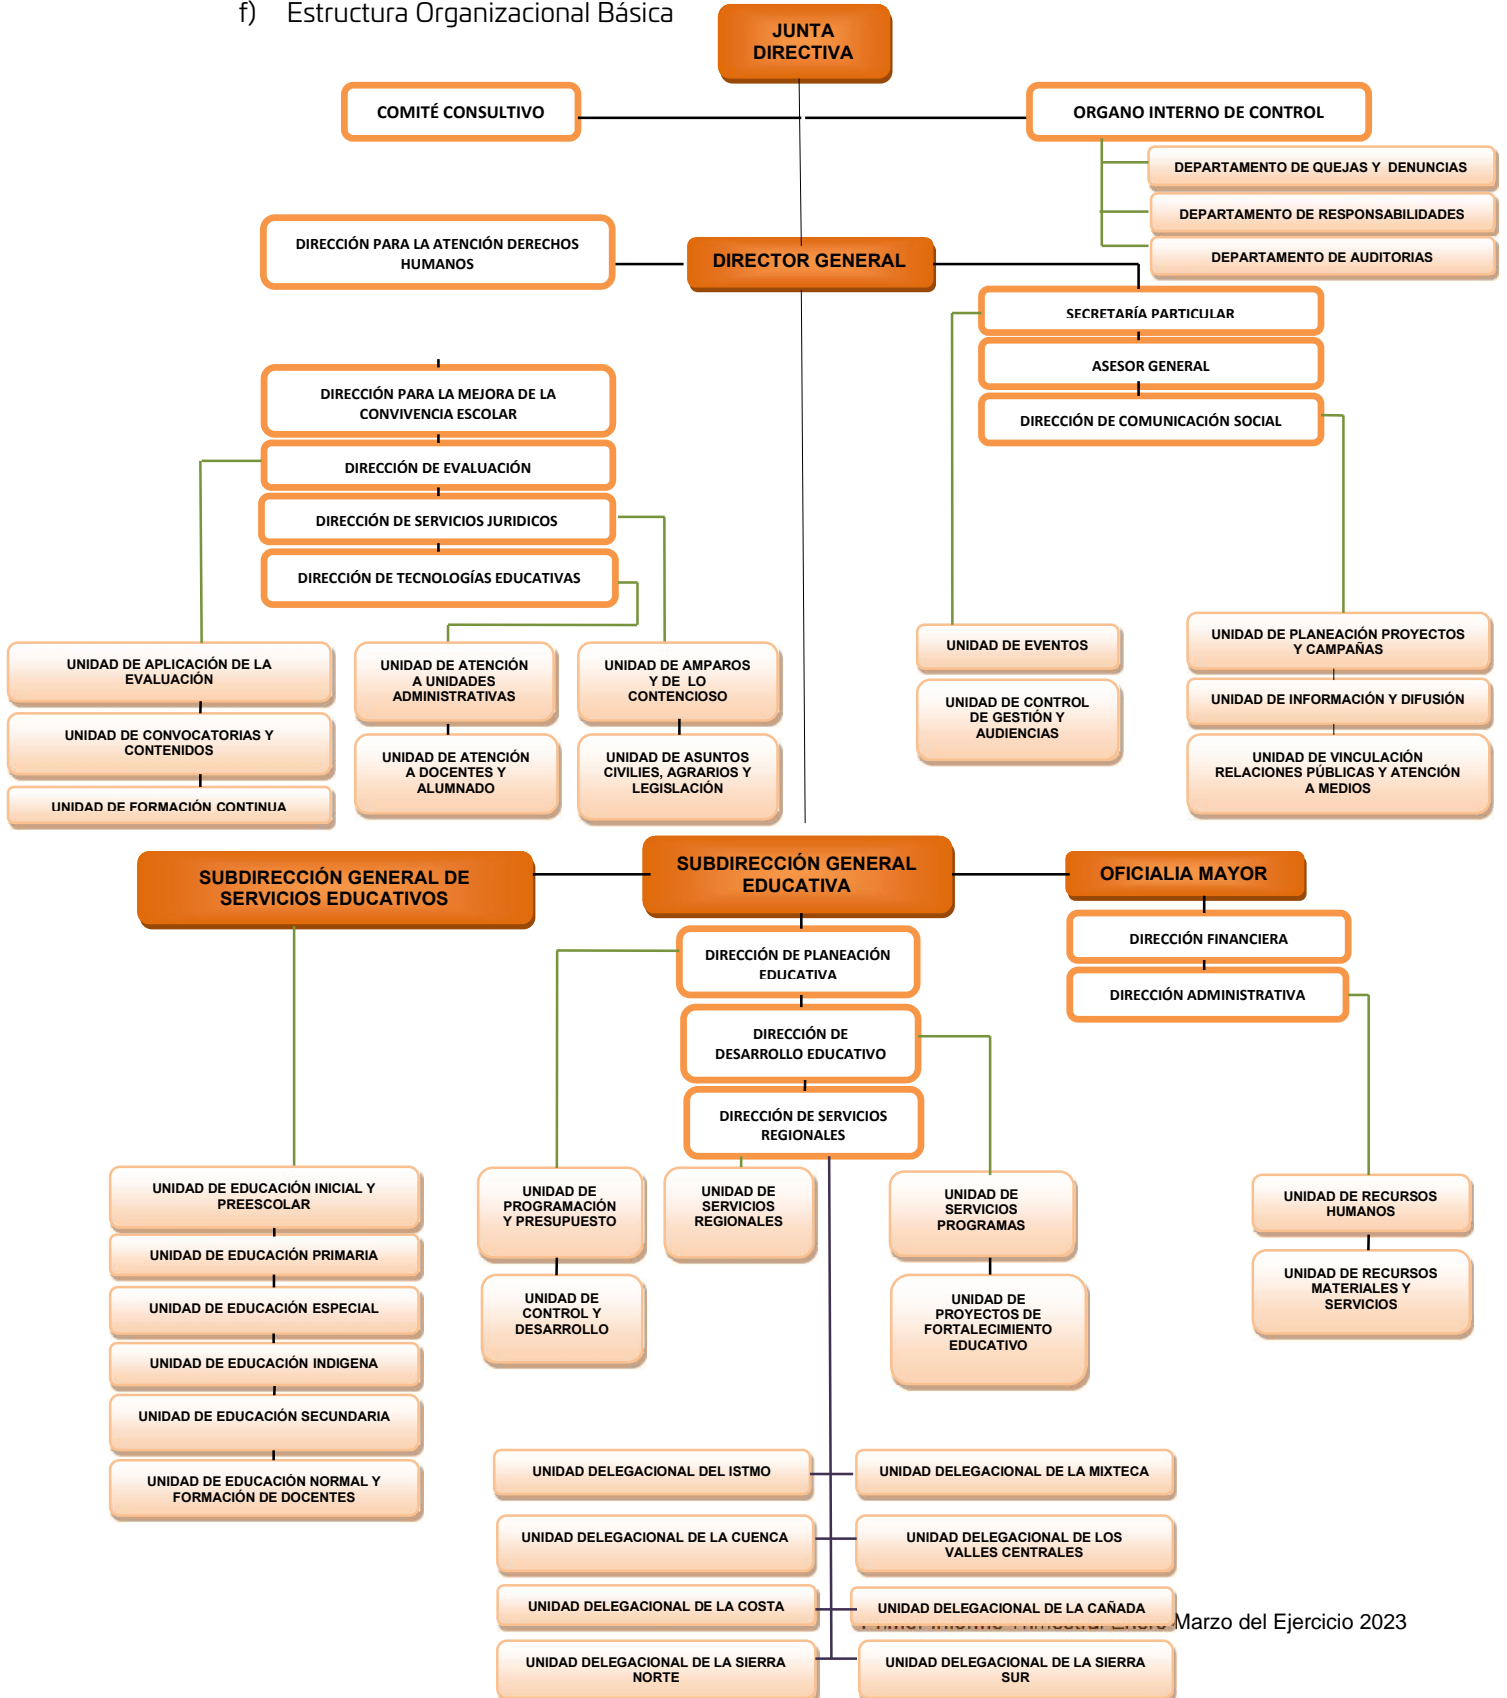 f) Estructura Organizacional Básica
JUNTA
DIRECTIVA
COMITÉ CONSULTIVO
ORGANO INTERNO DE CONTROL
DEPARTAMENTO DE QUEJAS Y DENUNCIAS
DEPARTAMENTO DE RESPONSABILIDADES
DEPARTAMENTO DE AUDITORIAS
DIRECCIÓN PARA LA ATENCIÓN DERECHOS
HUMANOS
DIRECTOR GENERAL
SECRETARÍA PARTICULAR
ASESOR GENERAL
DIRECCIÓN DE COMUNICACIÓN SOCIAL
DIRECCIÓN PARA LA MEJORA DE LA
CONVIVENCIA ESCOLAR
DIRECCIÓN DE EVALUACIÓN
DIRECCIÓN DE SERVICIOS JURIDICOS
DIRECCIÓN DE TECNOLOGÍAS EDUCATIVAS
UNIDAD DE APLICACIÓN DE LA
EVALUACIÓN
UNIDAD DE CONVOCATORIAS Y
CONTENIDOS
UNIDAD DE FORMACIÓN CONTINUA
UNIDAD DE ATENCIÓN
A UNIDADES
ADMINISTRATIVAS
UNIDAD DE ATENCIÓN
A DOCENTES Y
ALUMNADO
UNIDAD DE AMPAROS
Y DE LO
CONTENCIOSO
UNIDAD DE ASUNTOS
CIVILIES, AGRARIOS Y
LEGISLACIÓN
UNIDAD DE EVENTOS
UNIDAD DE CONTROL
DE GESTIÓN Y
AUDIENCIAS
UNIDAD DE PLANEACIÓN PROYECTOS
Y CAMPAÑAS
UNIDAD DE INFORMACIÓN Y DIFUSIÓN
UNIDAD DE VINCULACIÓN
RELACIONES PÚBLICAS Y ATENCIÓN
A MEDIOS
SUBDIRECCIÓN GENERAL DE
SERVICIOS EDUCATIVOS
SUBDIRECCIÓN GENERAL
EDUCATIVA
OFICIALIA MAYOR
DIRECCIÓN DE PLANEACIÓN
EDUCATIVA
DIRECCIÓN DE
DESARROLLO EDUCATIVO
DIRECCIÓN DE SERVICIOS
REGIONALES
DIRECCIÓN FINANCIERA
DIRECCIÓN ADMINISTRATIVA
UNIDAD DE EDUCACIÓN INICIAL Y
PREESCOLAR
UNIDAD DE EDUCACIÓN PRIMARIA
UNIDAD DE EDUCACIÓN ESPECIAL
UNIDAD DE EDUCACIÓN INDIGENA
UNIDAD DE EDUCACIÓN SECUNDARIA
UNIDAD DE EDUCACIÓN NORMAL Y
FORMACIÓN DE DOCENTES
UNIDAD DE
PROGRAMACIÓN
Y PRESUPUESTO
UNIDAD DE
CONTROL Y
DESARROLLO
UNIDAD DE
SERVICIOS
REGIONALES
UNIDAD DE
SERVICIOS
PROGRAMAS
UNIDAD DE
PROYECTOS DE
FORTALECIMIENTO
EDUCATIVO
UNIDAD DE RECURSOS
HUMANOS
UNIDAD DE RECURSOS
MATERIALES Y
SERVICIOS
UNIDAD DELEGACIONAL DEL ISTMO
UNIDAD DELEGACIONAL DE LA MIXTECA
UNIDAD DELEGACIONAL DE LA CUENCA
UNIDAD DELEGACIONAL DE LOS
VALLES CENTRALES
UNIDAD DELEGACIONAL DE LA COSTA
UNIDAD DELEGACIONAL DE LA CAÑADA
Marzo del Ejercicio 2023
UNIDAD DELEGACIONAL DE LA SIERRA
NORTE
UNIDAD DELEGACIONAL DE LA SIERRA
SUR